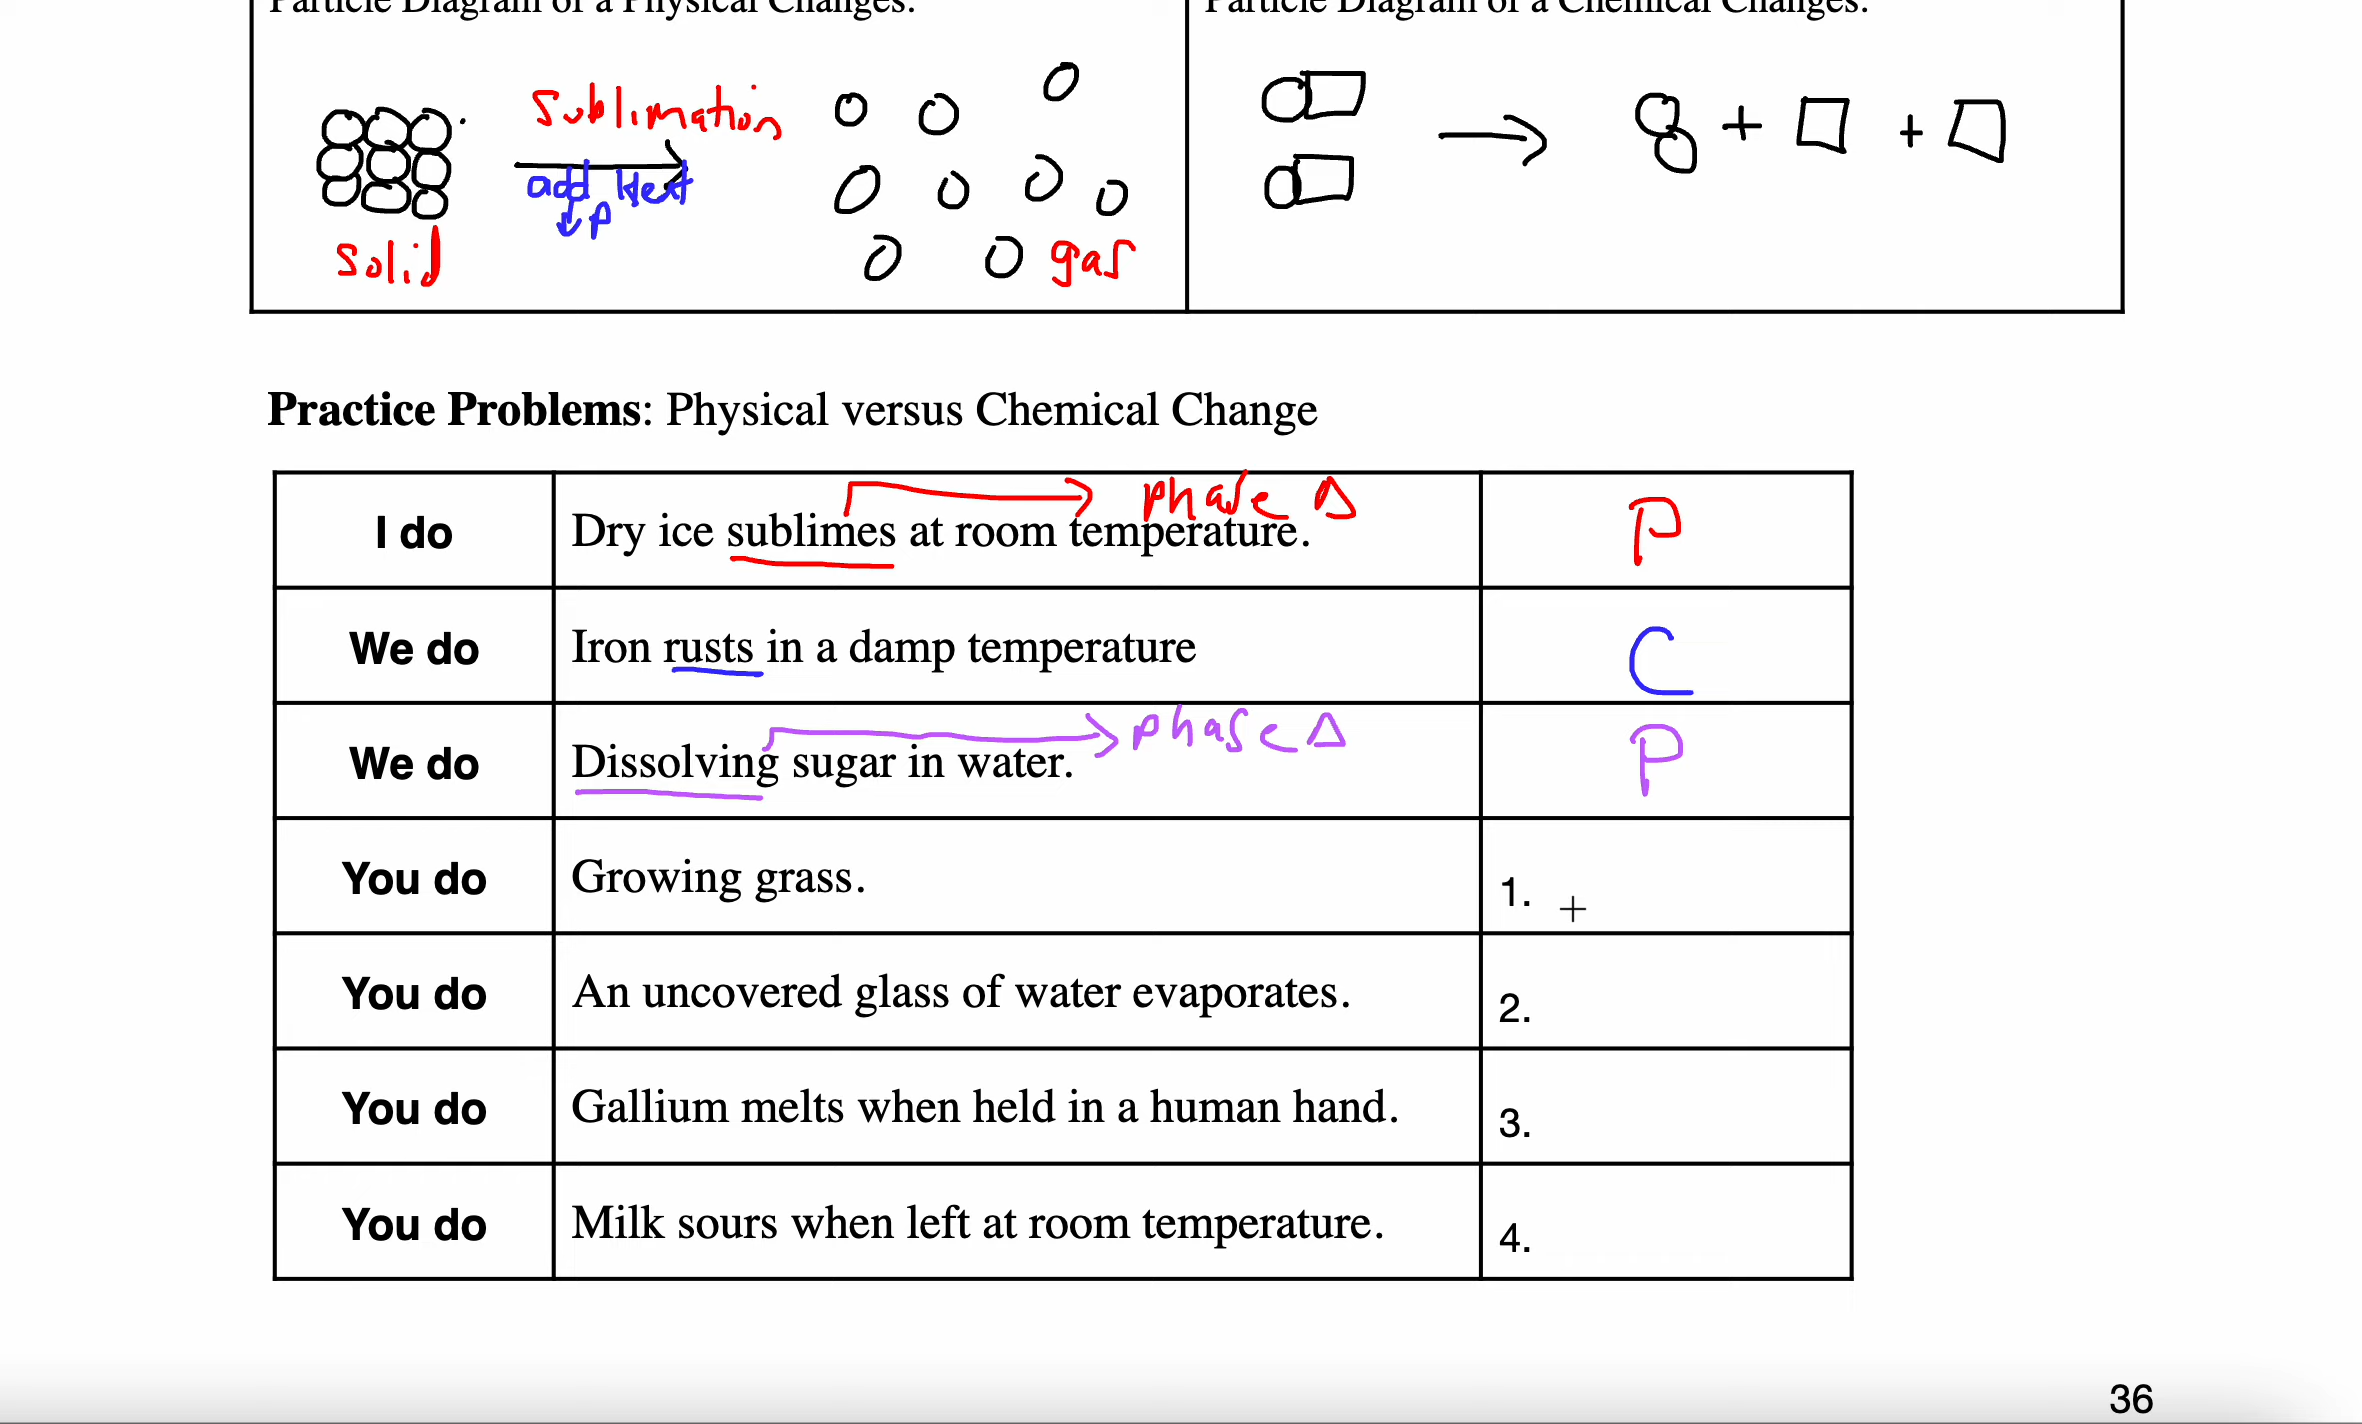 Particle Diagram of a Physical Changes:
Particle Diagram of a Chemical Changes:
Sublimation
add Heat
↓P
Solid
gas
8 + □ + □
Practice Problems: Physical versus Chemical Change
phase Δ
I do Dry ice sublimes at room temperature. P
We do Iron rusts in a damp temperature C
phase Δ
We do Dissolving sugar in water. P
You do Growing grass. 1.
You do An uncovered glass of water evaporates. 2.
You do Gallium melts when held in a human hand. 3.
You do Milk sours when left at room temperature. 4.
36